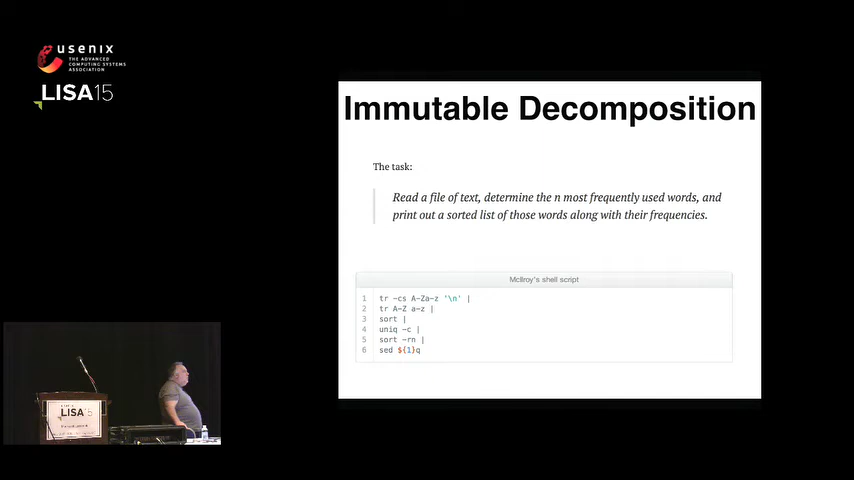 usenix
THE ADVANCED
COMPUTING SYSTEMS
ASSOCIATION
LISA15
Immutable Decomposition
The task:
Read a file of text, determine the n most frequently used words, and
print out a sorted list of those words along with their frequencies.
McIlroy's shell script
1 tr -cs A-Za-z '\n' |
2 tr A-Z a-z |
3 sort |
4 uniq -c |
5 sort -rn |
6 sed ${1}q
LISA15